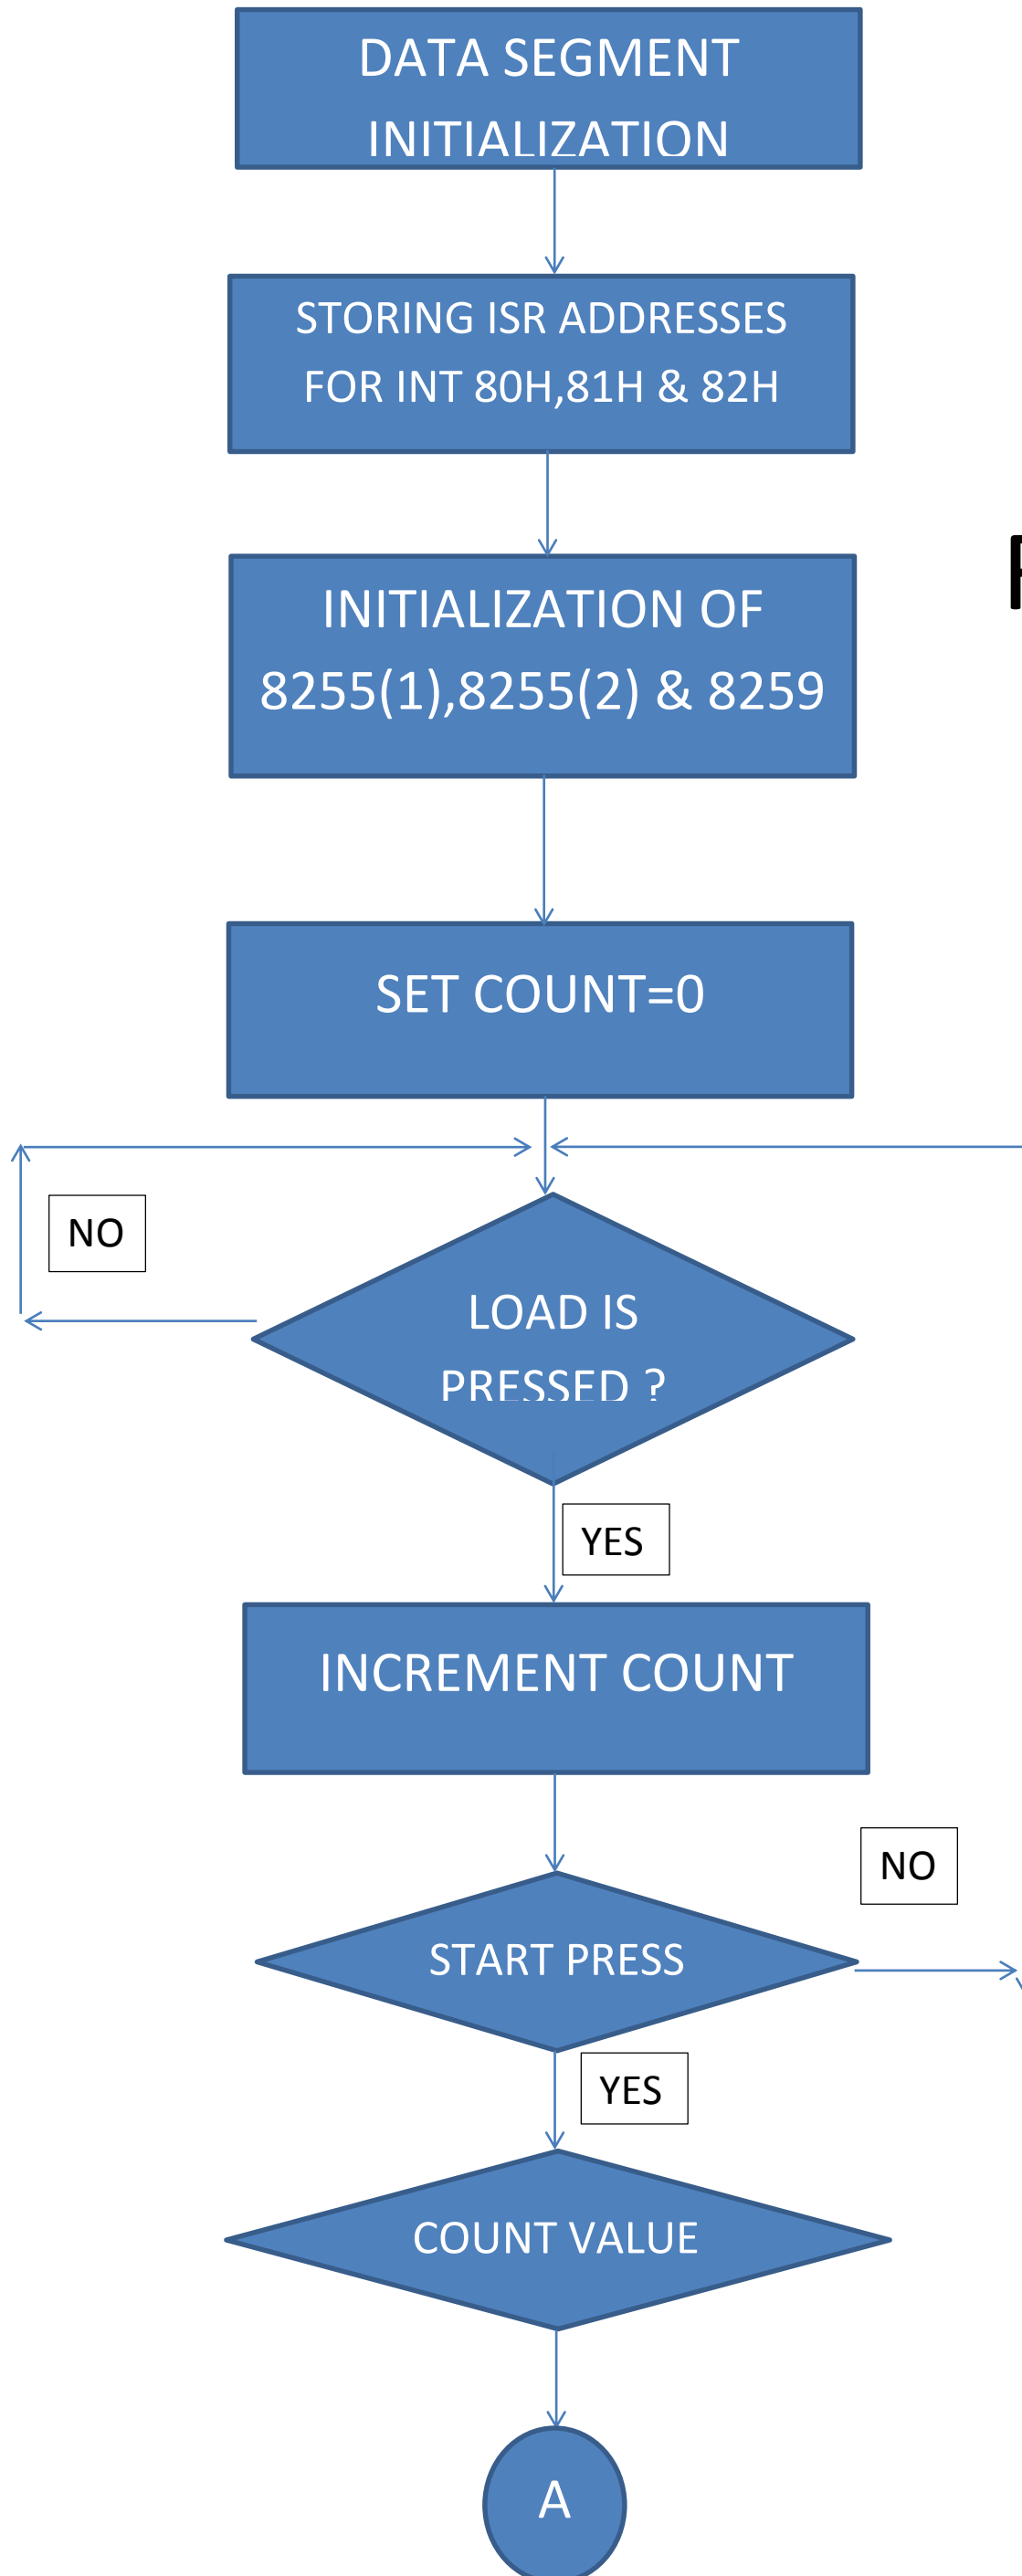 DATA SEGMENT
INITIALIZATION
STORING ISR ADDRESSES
FOR INT 80H,81H & 82H
INITIALIZATION OF
8255(1),8255(2) & 8259
SET COUNT=0
NO
LOAD IS
PRESSED ?
YES
INCREMENT COUNT
NO
START PRESS
YES
COUNT VALUE
A